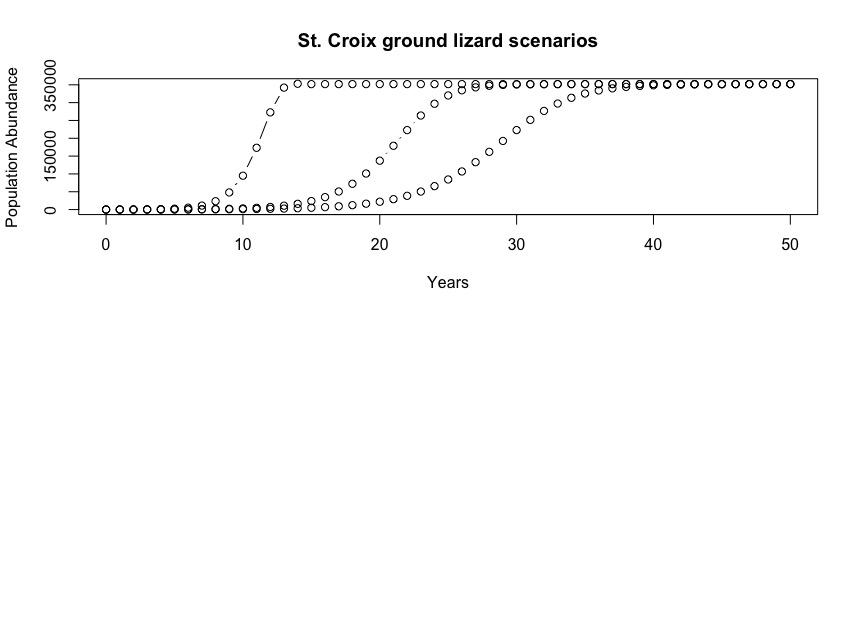 St. Croix ground lizard scenarios
Population Abundance
350000
150000
0
0 10 20 30 40 50
Years